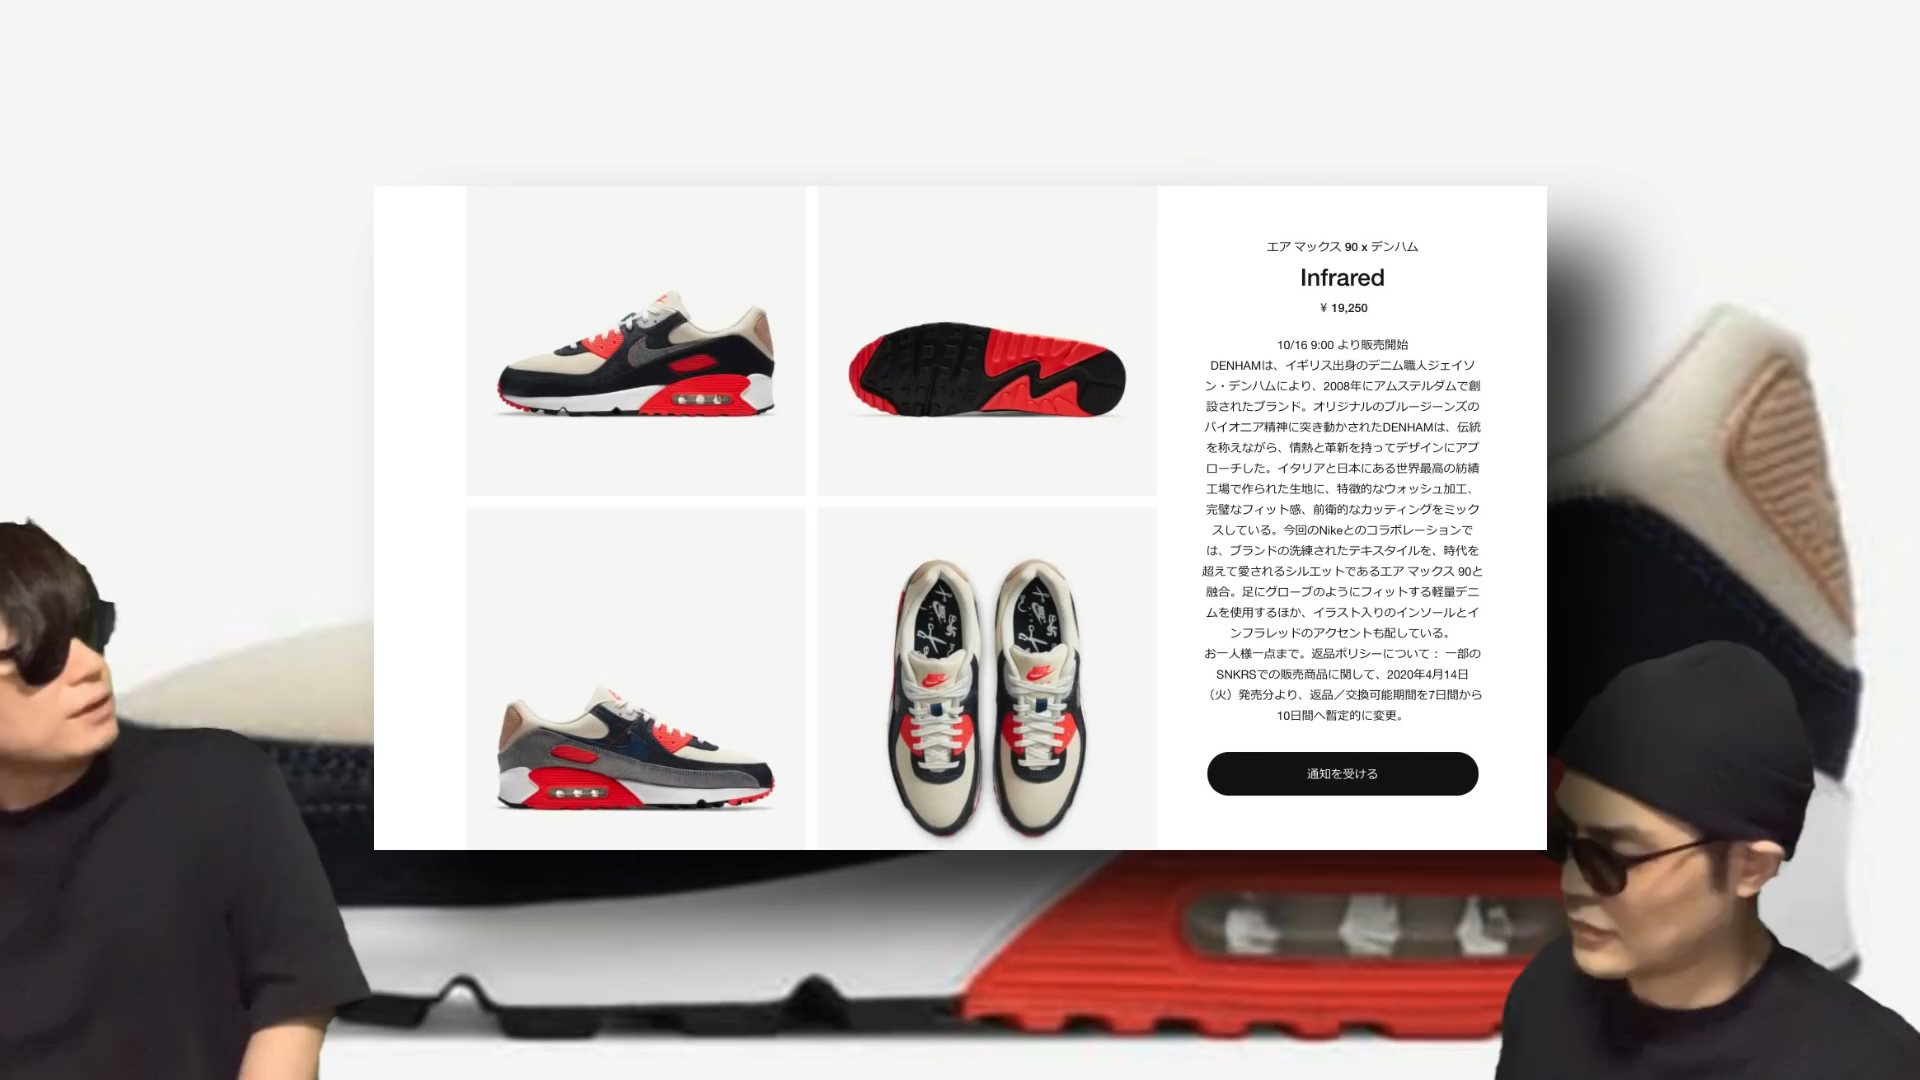 エア マックス 90 x デンハム
Infrared
¥ 19,250
10/16 9:00 より販売開始
DENHAMは、イギリス出身のデニム職人ジェイソ
ン・デンハムにより、2008年にアムステルダムで創
設されたブランド。オリジナルのブルージーンズの
パイオニア精神に突き動かされたDENHAMは、伝統
を称えながら、情熱と革新を持ってデザインにアプ
ローチした。イタリアと日本にある世界最高の紡績
工場で作られた生地に、特徴的なウォッシュ加工、
完璧なフィット感、前衛的なカッティングをミック
スしている。今回のNikeとのコラボレーションで
は、ブランドの洗練されたテキスタイルを、時代を
超えて愛されるシルエットであるエア マックス 90と
融合。足にグローブのようにフィットする軽量デニ
ムを使用するほか、イラスト入りのインソールとイ
ンフラレッドのアクセントも配している。
お一人様一点まで。返品ポリシーについて： 一部の
SNKRSでの販売商品に関して、2020年4月14日
（火）発売分より、返品／交換可能期間を7日間から
10日間へ暫定的に変更。
通知を受ける